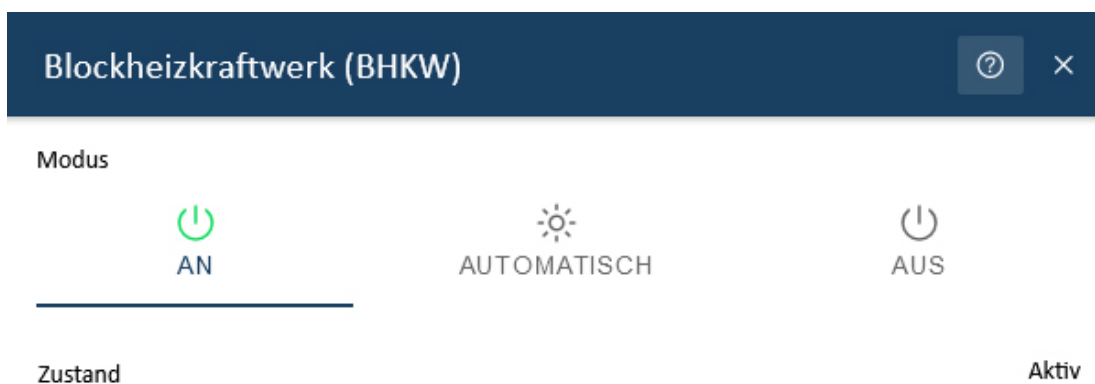 Blockheizkraftwerk (BHKW)
Modus
AN AUTOMATISCH AUS
Zustand Aktiv